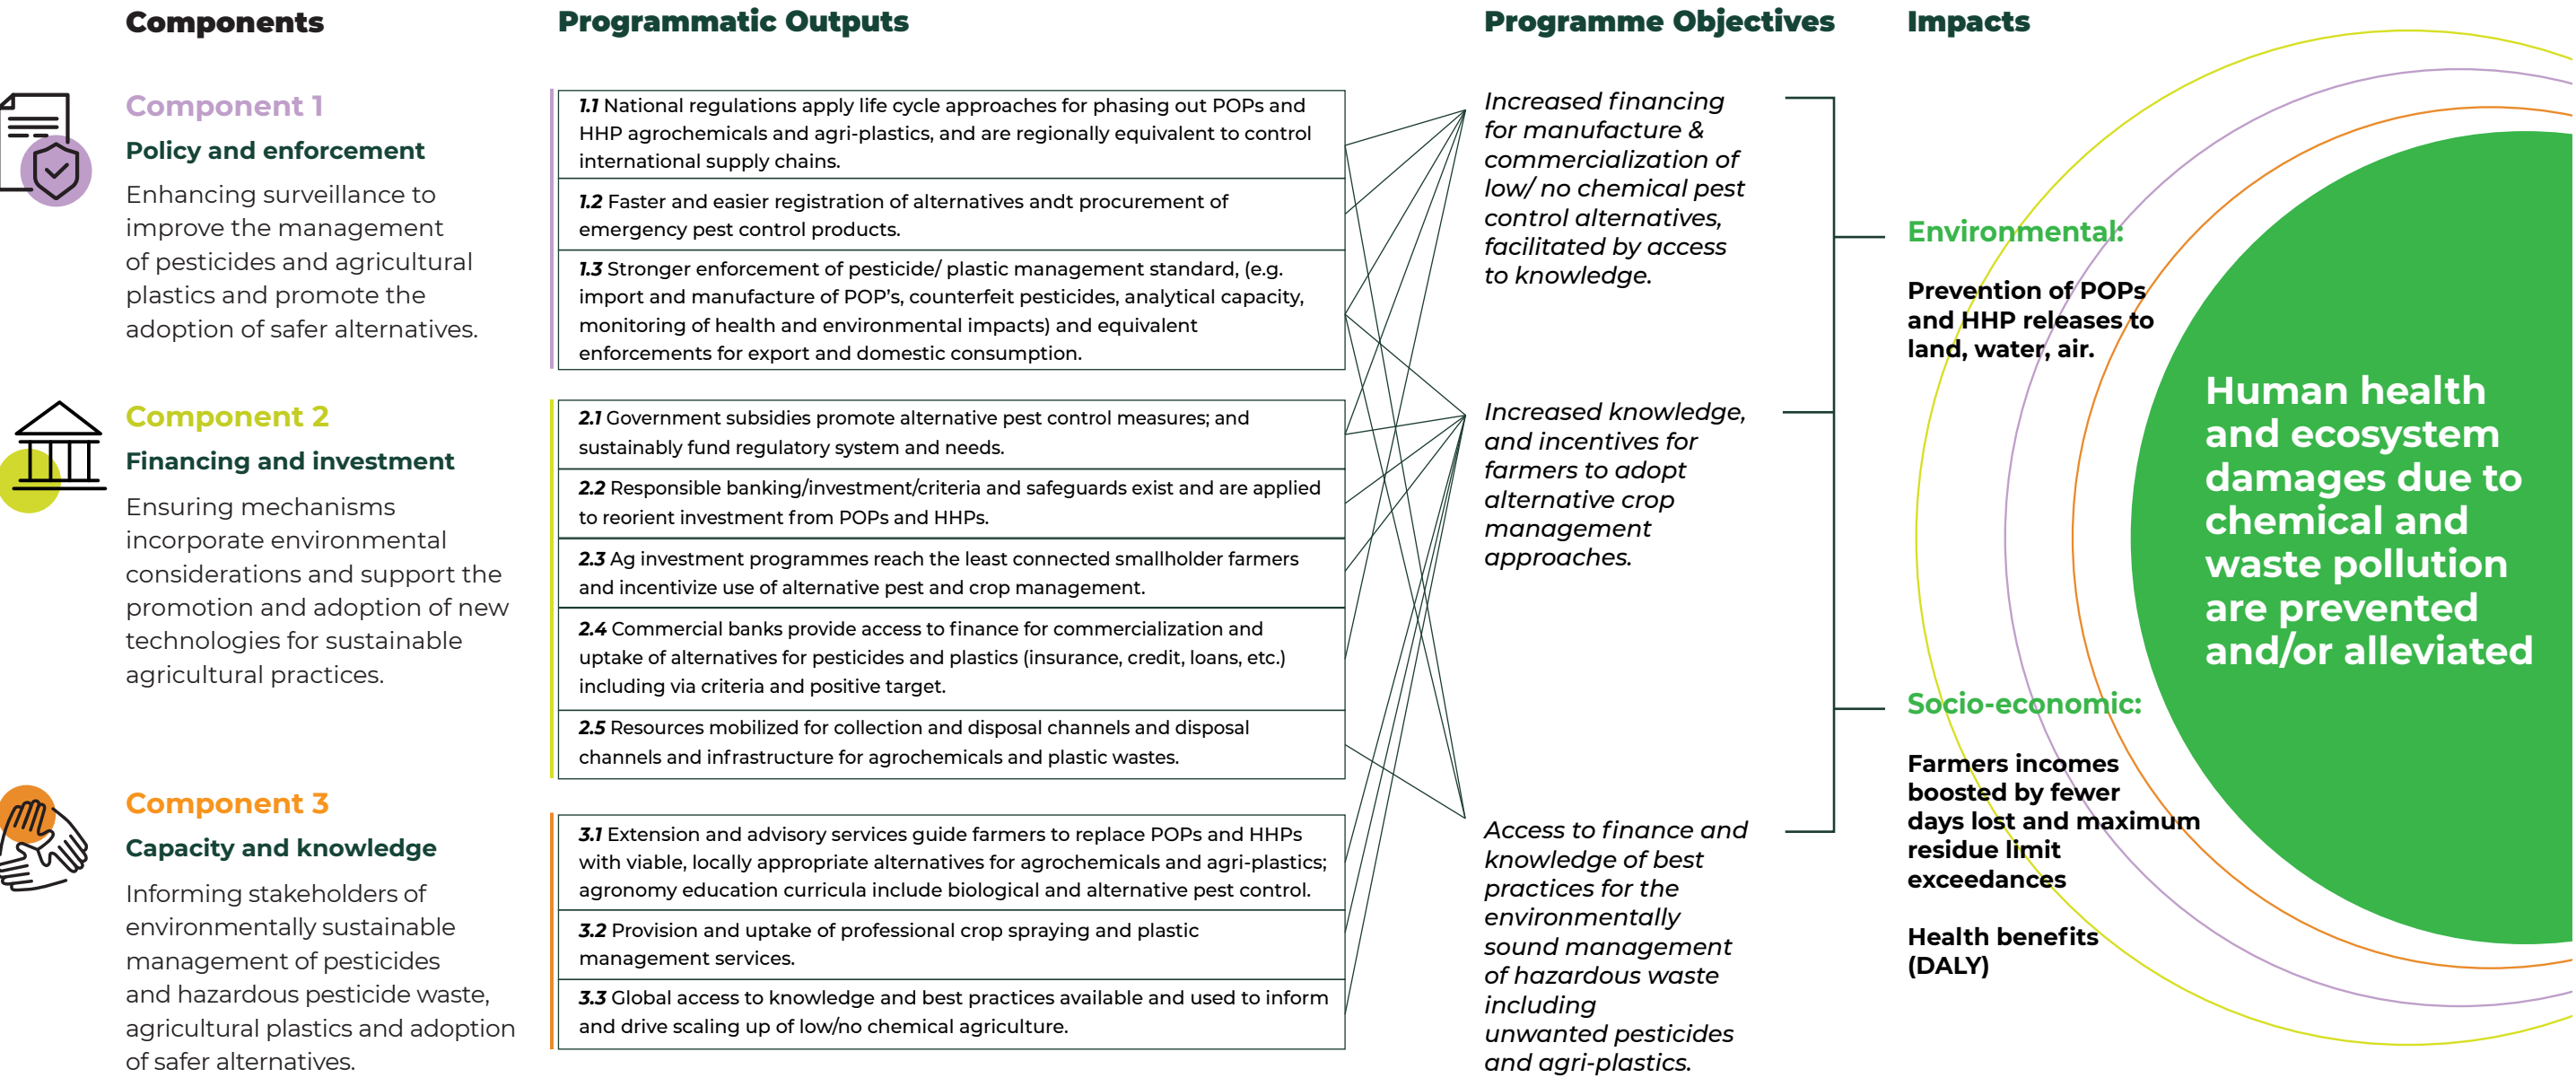 Components
Programmatic Outputs
Programme Objectives
Impacts
Component 1
Policy and enforcement
Enhancing surveillance to
improve the management
of pesticides and agricultural
plastics and promote the
adoption of safer alternatives.
Component 2
Financing and investment
Ensuring mechanisms
incorporate environmental
considerations and support the
promotion and adoption of new
technologies for sustainable
agricultural practices.
Component 3
Capacity and knowledge
Informing stakeholders of
environmentally sustainable
management of pesticides
and hazardous pesticide waste,
agricultural plastics and adoption
of safer alternatives.
1.1 National regulations apply life cycle approaches for phasing out POPs and
HHP agrochemicals and agri-plastics, and are regionally equivalent to control
international supply chains.
1.2 Faster and easier registration of alternatives andt procurement of
emergency pest control products.
1.3 Stronger enforcement of pesticide/ plastic management standard, (e.g.
import and manufacture of POP’s, counterfeit pesticides, analytical capacity,
monitoring of health and environmental impacts) and equivalent
enforcements for export and domestic consumption.
2.1 Government subsidies promote alternative pest control measures; and
sustainably fund regulatory system and needs.
2.2 Responsible banking/investment/criteria and safeguards exist and are applied
to reorient investment from POPs and HHPs.
2.3 Ag investment programmes reach the least connected smallholder farmers
and incentivize use of alternative pest and crop management.
2.4 Commercial banks provide access to finance for commercialization and
uptake of alternatives for pesticides and plastics (insurance, credit, loans, etc.)
including via criteria and positive target.
2.5 Resources mobilized for collection and disposal channels and disposal
channels and infrastructure for agrochemicals and plastic wastes.
3.1 Extension and advisory services guide farmers to replace POPs and HHPs
with viable, locally appropriate alternatives for agrochemicals and agri-plastics;
agronomy education curricula include biological and alternative pest control.
3.2 Provision and uptake of professional crop spraying and plastic
management services.
3.3 Global access to knowledge and best practices available and used to inform
and drive scaling up of low/no chemical agriculture.
Increased financing
for manufacture &
commercialization of
low/ no chemical pest
control alternatives,
facilitated by access
to knowledge.
Increased knowledge,
and incentives for
farmers to adopt
alternative crop
management
approaches.
Access to finance and
knowledge of best
practices for the
environmentally
sound management
of hazardous waste
including
unwanted pesticides
and agri-plastics.
Environmental:
Prevention of POPs
and HHP releases to
land, water, air.
Socio-economic:
Farmers incomes
boosted by fewer
days lost and maximum
residue limit
exceedances
Health benefits
(DALY)
Human health
and ecosystem
damages due to
chemical and
waste pollution
are prevented
and/or alleviated